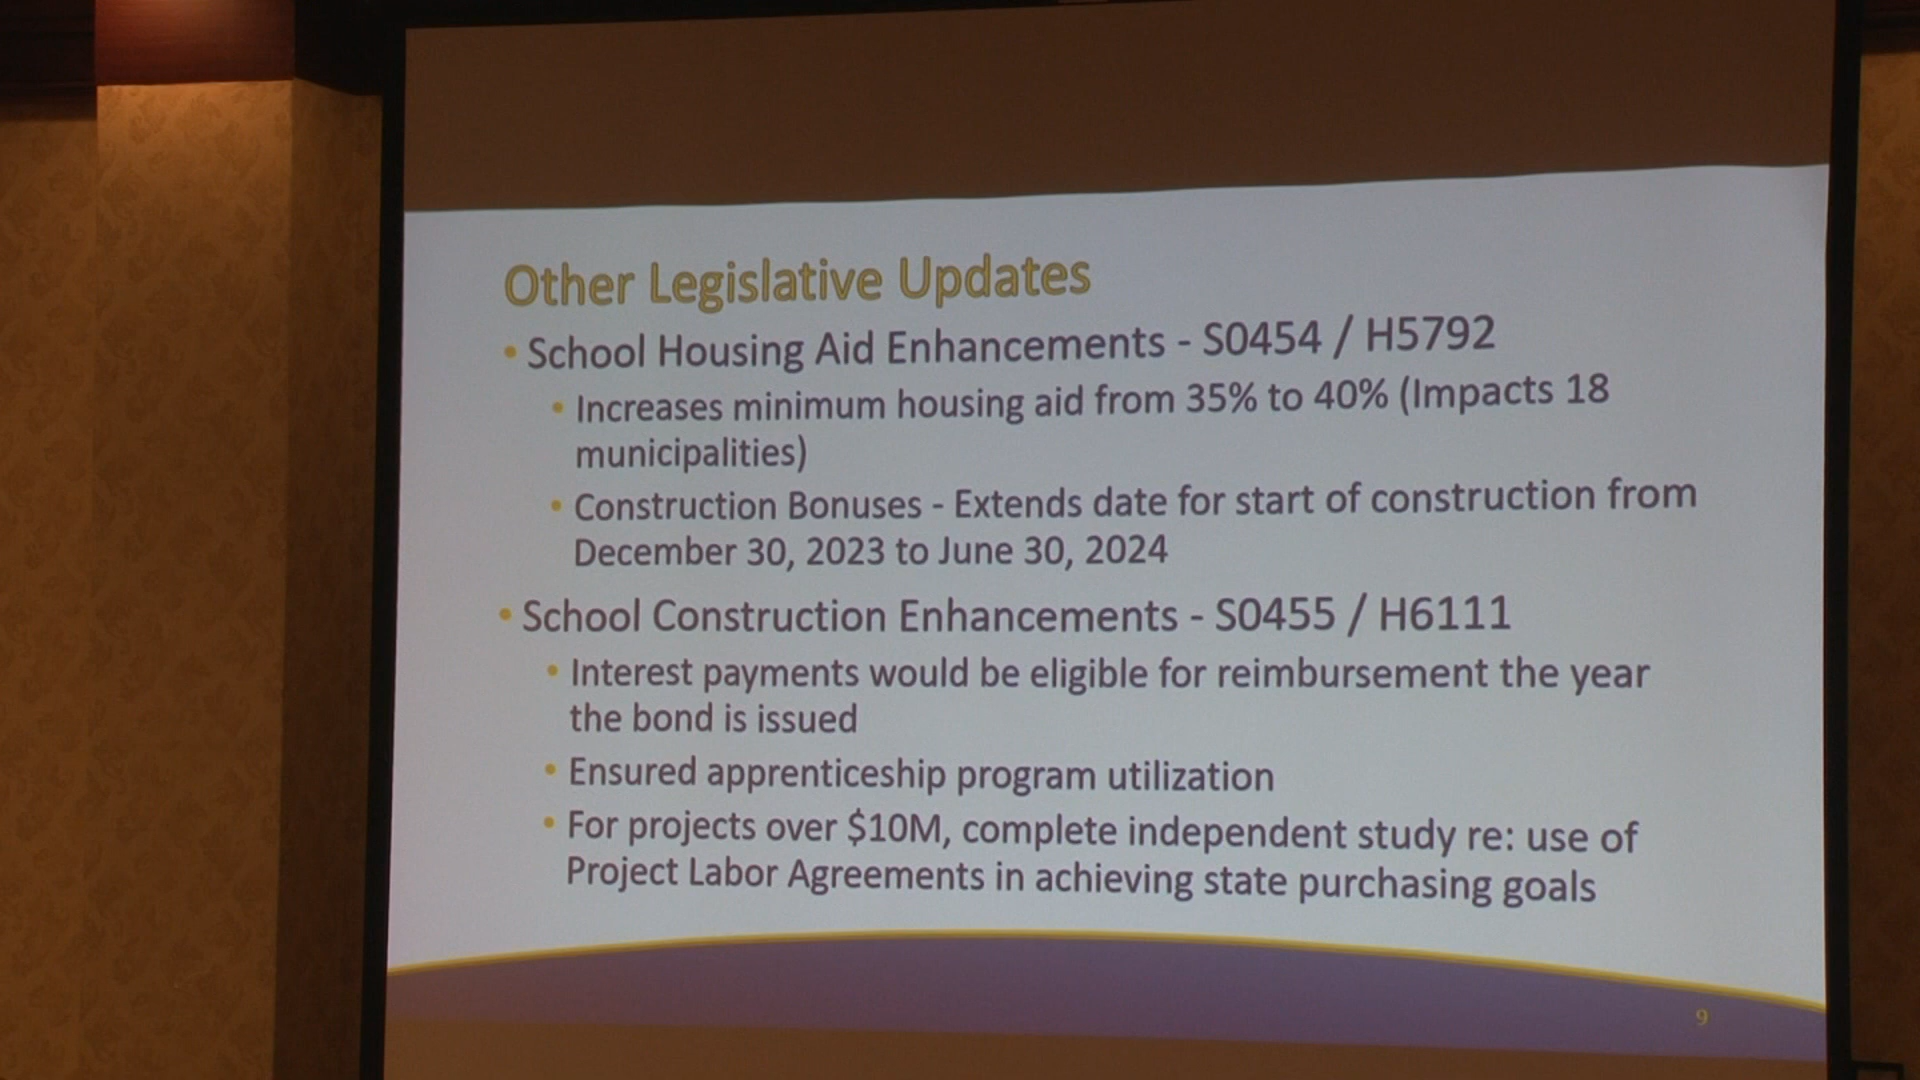 Other Legislative Updates
• School Housing Aid Enhancements - S0454 / H5792
• Increases minimum housing aid from 35% to 40% (Impacts 18
municipalities)
• Construction Bonuses - Extends date for start of construction from
December 30, 2023 to June 30, 2024
• School Construction Enhancements - S0455 / H6111
• Interest payments would be eligible for reimbursement the year
the bond is issued
• Ensured apprenticeship program utilization
• For projects over $10M, complete independent study re: use of
Project Labor Agreements in achieving state purchasing goals
9